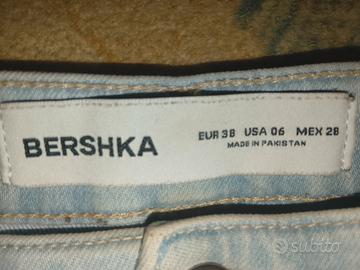 BERSHKA
EUR 38 USA 06 MEX 28
MADE IN PAKISTAN
subito